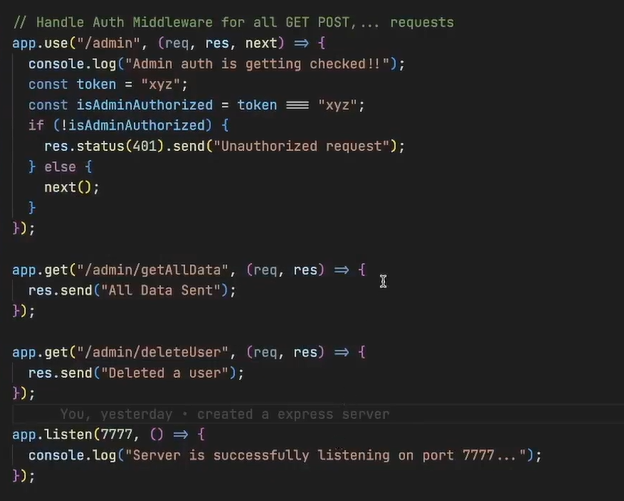 // Handle Auth Middleware for all GET POST,... requests
app.use("/admin", (req, res, next) => {
  console.log("Admin auth is getting checked!!");
  const token = "xyz";
  const isAdminAuthorized = token === "xyz";
  if (!isAdminAuthorized) {
    res.status(401).send("Unauthorized request");
  } else {
    next();
  }
});
app.get("/admin/getAllData", (req, res) => {
  res.send("All Data Sent");
});
app.get("/admin/deleteUser", (req, res) => {
  res.send("Deleted a user");
});
You, yesterday • created a express server
app.listen(7777, () => {
  console.log("Server is successfully listening on port 7777...");
});